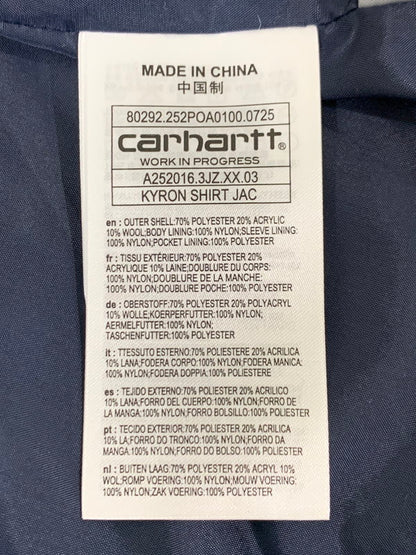 MADE IN CHINA
中国制
80292.252POA0100.0725
carhartt
WORK IN PROGRESS
A252016.3JZ.XX.03
KYRON SHIRT JAC
en : OUTER SHELL:70% POLYESTER 20% ACRYLIC
10% WOOL;BODY LINING:100% NYLON;SLEEVE LINING:
100% NYLON;POCKET LINING:100% POLYESTER
fr : TISSU EXTÉRIEUR:70% POLYESTER 20%
ACRYLIQUE 10% LAINE;DOUBLURE DU CORPS:
100% NYLON;DOUBLURE DE LA MANCHE:
100% NYLON;DOUBLURE POCHE:100% POLYESTER
de : OBERSTOFF:70% POLYESTER 20% POLYACRYL
10% WOLLE;KOERPERFUTTER:100% NYLON;
AERMELFUTTER:100% NYLON;
TASCHENFUTTER:100% POLYESTER
it : TTESSUTO ESTERNO:70% POLIESTERE 20% ACRILICA
10% LANA;FODERA CORPO:100% NYLON;FODERA MANICA:
100% NYLON;FODERA DOPPIA:100% POLIESTERE
es : TEJIDO EXTERNO:70% POLIESTER 20% ACRILICO
10% LANA;FORRO DEL CUERPO:100% NYLON;FORRO DE
LA MANGA:100% NYLON;FORRO BOLSILLO:100% POLIESTER
pt : TECIDO EXTERIOR:70% POLIESTER 20% ACRILICA
10% LA;FORRO DO TRONCO:100% NYLON;FORRO DA
MANGA:100% NYLON;FORRO DO BOLSO:100% POLIESTER
nl : BUITEN LAAG:70% POLYESTER 20% ACRYL 10%
WOL;ROMP VOERING:100% NYLON;MOUW VOERING:
100% NYLON;ZAK VOERING:100% POLYESTER